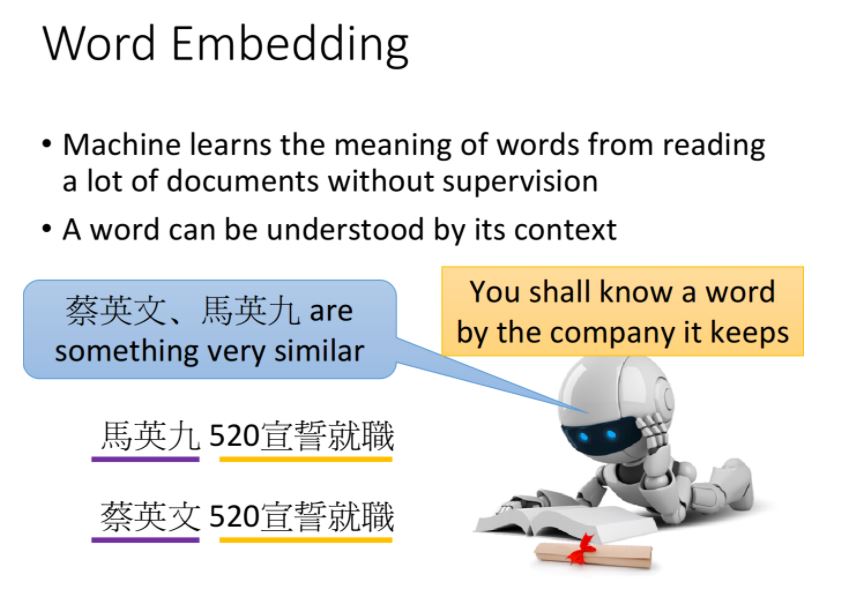 Word Embedding
• Machine learns the meaning of words from reading
a lot of documents without supervision
• A word can be understood by its context
蔡英文、馬英九 are
something very similar
You shall know a word
by the company it keeps
馬英九 520宣誓就職
蔡英文 520宣誓就職